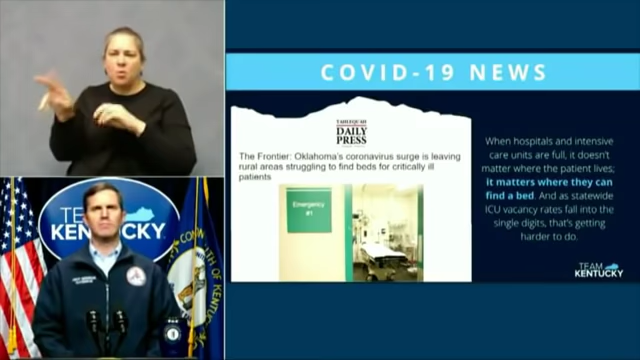 COVID-19 NEWS
TAHLEQUAH
DAILY
PRESS
The Frontier: Oklahoma's coronavirus surge is leaving
rural areas struggling to find beds for critically ill
patients
Emergency
#1
When hospitals and intensive
care units are full, it doesn't
matter where the patient lives;
it matters where they can
find a bed. And as statewide
ICU vacancy rates fall into the
single digits, that's getting
harder to do.
TEAM
KENTUCKY
TEAM
KENTUCKY